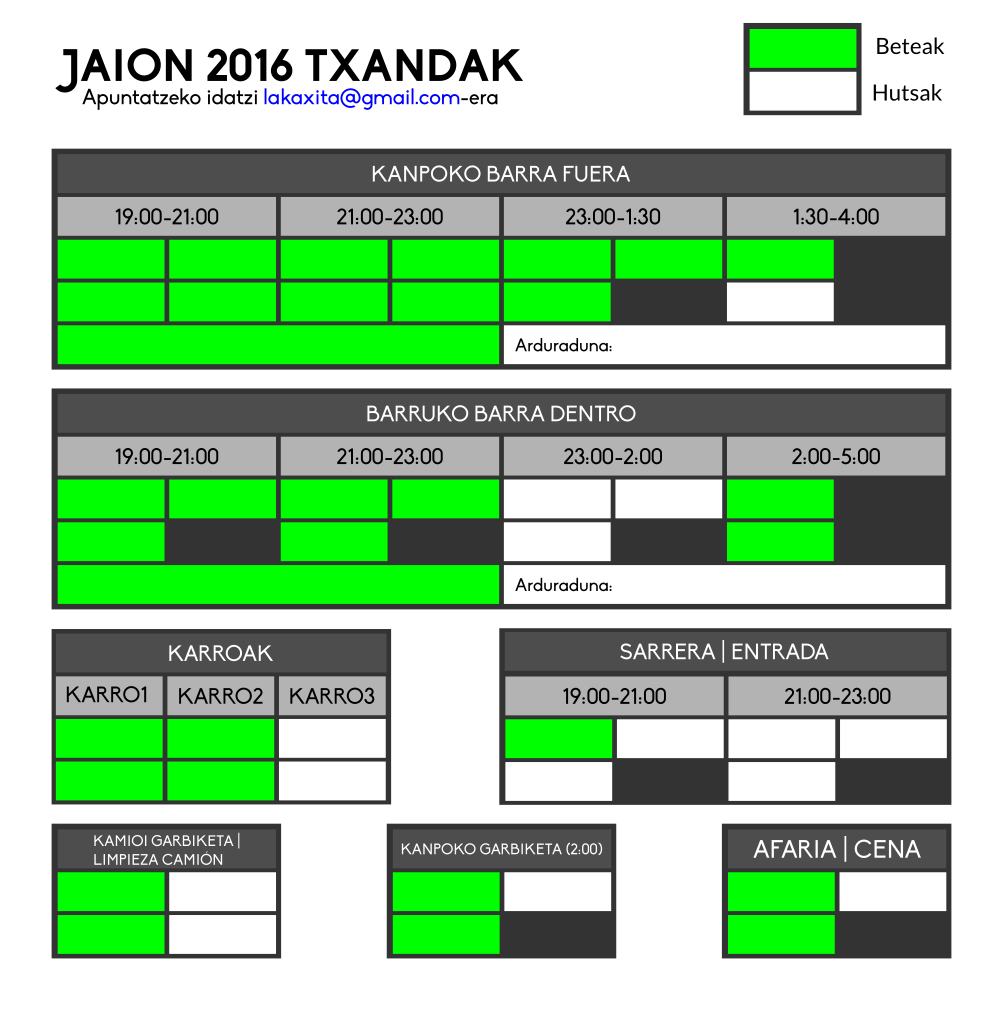 JAION 2016 TXANDAK
Apuntatzeko idatzi lakaxita@gmail.com-era
Beteak
Hutsak
KANPOKO BARRA FUERA
19:00-21:00 21:00-23:00 23:00-1:30 1:30-4:00
Arduraduna:
BARRUKO BARRA DENTRO
19:00-21:00 21:00-23:00 23:00-2:00 2:00-5:00
Arduraduna:
KARROAK
KARRO1 KARRO2 KARRO3
SARRERA | ENTRADA
19:00-21:00 21:00-23:00
KAMIOI GARBIKETA |
LIMPIEZA CAMIÓN
KANPOKO GARBIKETA (2:00)
AFARIA | CENA